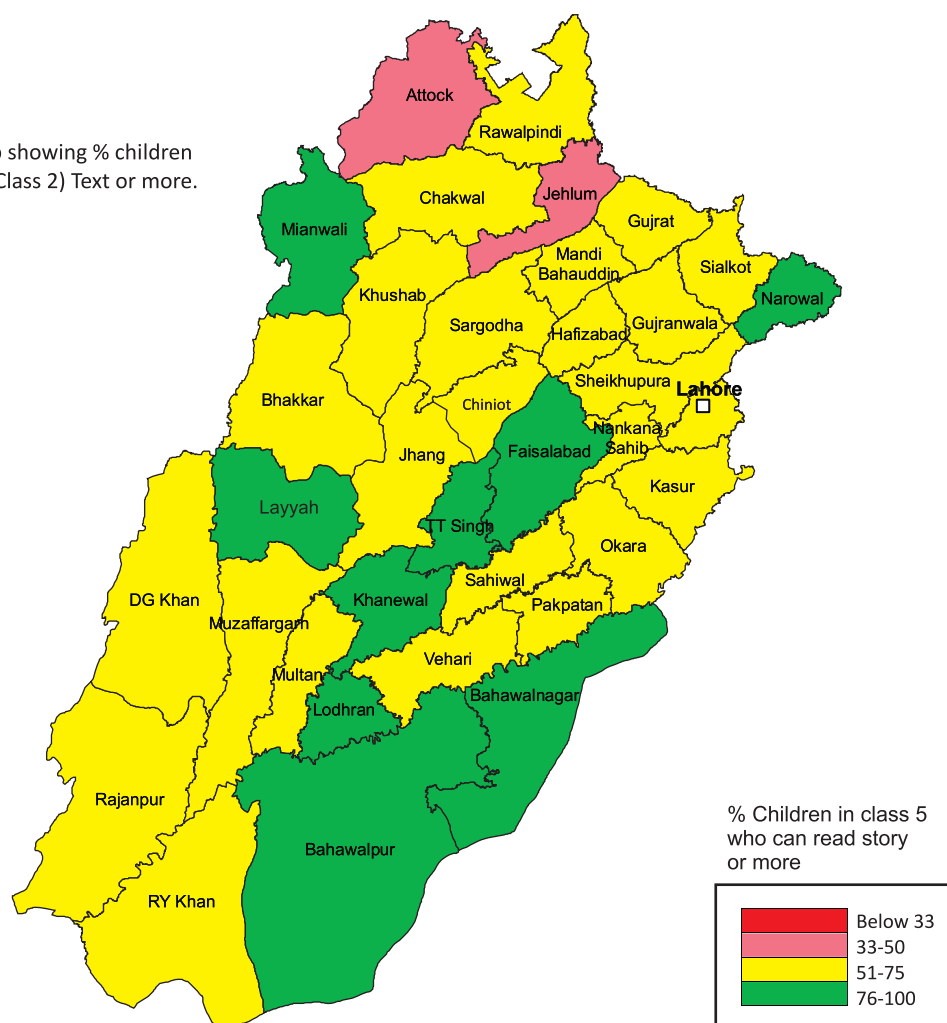 showing % children
Class 2) Text or more.
Attock
Rawalpindi
Chakwal
Jehlum
Mianwali
Gujrat
Mandi
Bahauddin
Sialkot
Narowal
Khushab
Sargodha
Hafizabad
Gujranwala
Sheikhupura
Lahore
Bhakkar
Chiniot
Nankana
Sahib
Jhang
Faisalabad
Kasur
Layyah
TT Singh
Okara
Sahiwal
DG Khan
Khanewal
Pakpatan
Muzaffargarh
Vehari
Multan
Bahawalnagar
Lodhran
Rajanpur
Bahawalpur
RY Khan
% Children in class 5
who can read story
or more
Below 33
33-50
51-75
76-100